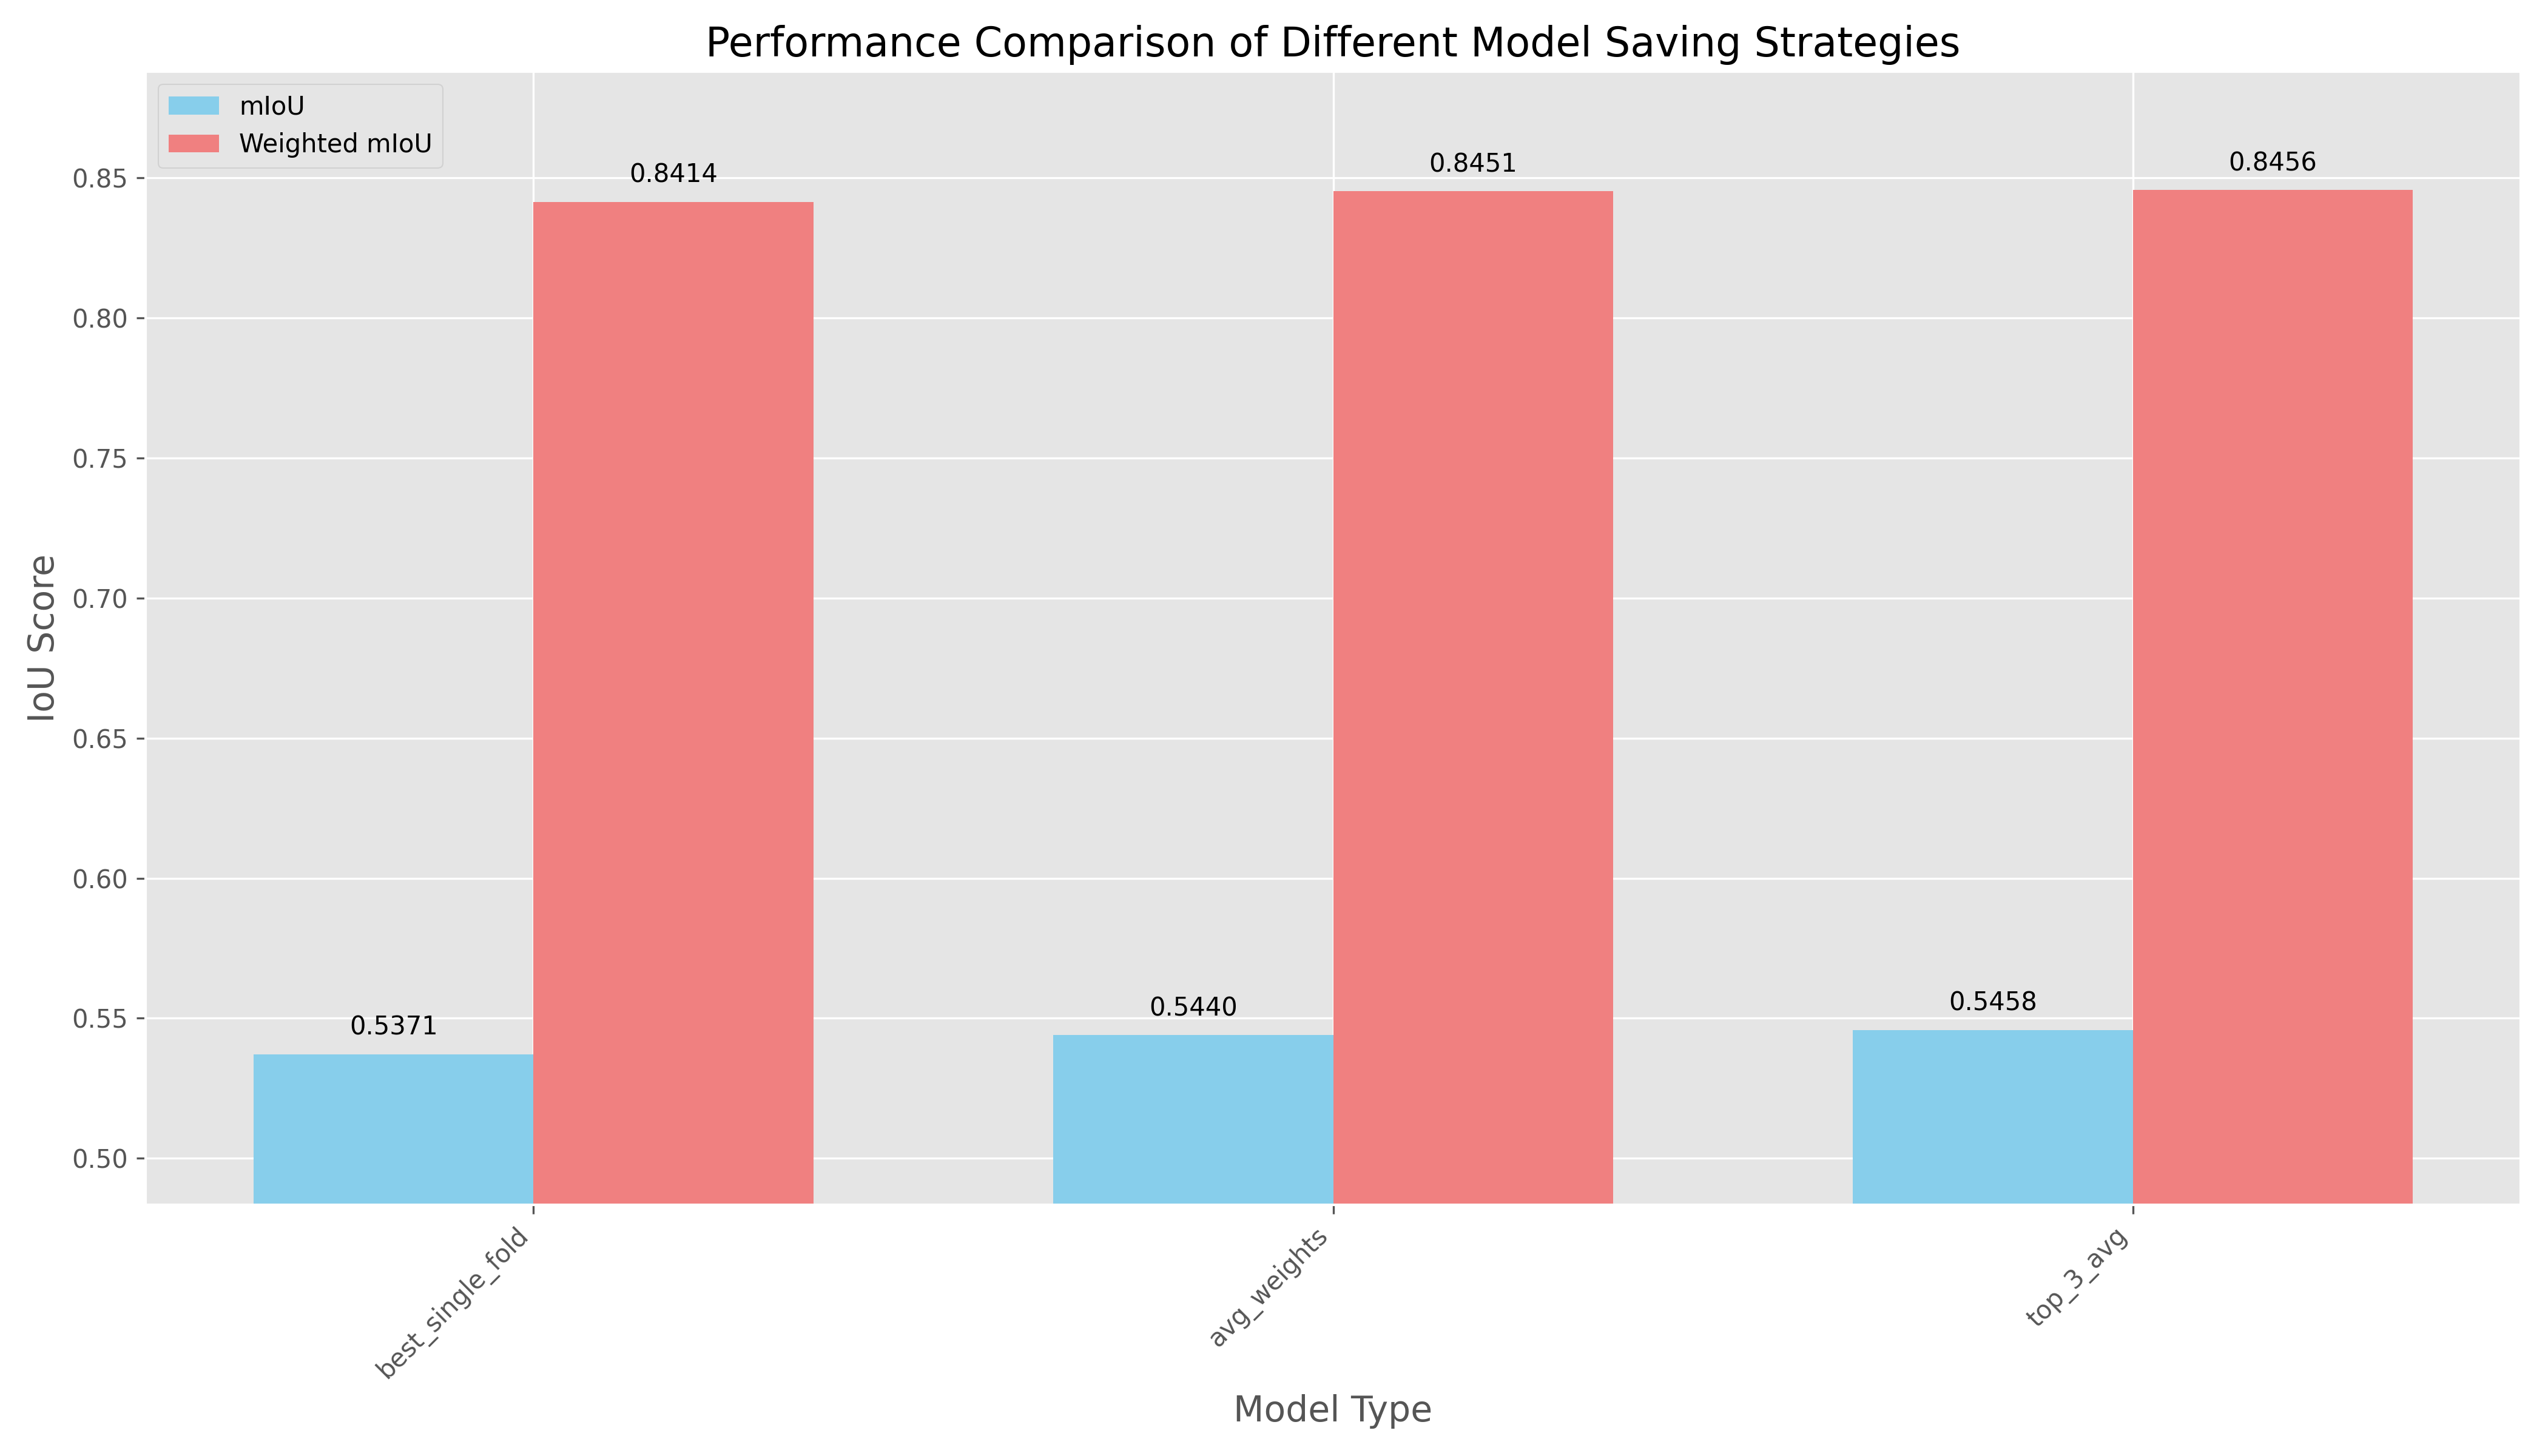 Performance Comparison of Different Model Saving Strategies
mIoU
Weighted mIoU
0.8414
0.8451
0.8456
0.85
0.80
0.75
0.70
0.65
0.60
0.55
0.50
IoU Score
0.5371
0.5440
0.5458
best_single_fold
avg_weights
top_3_avg
Model Type